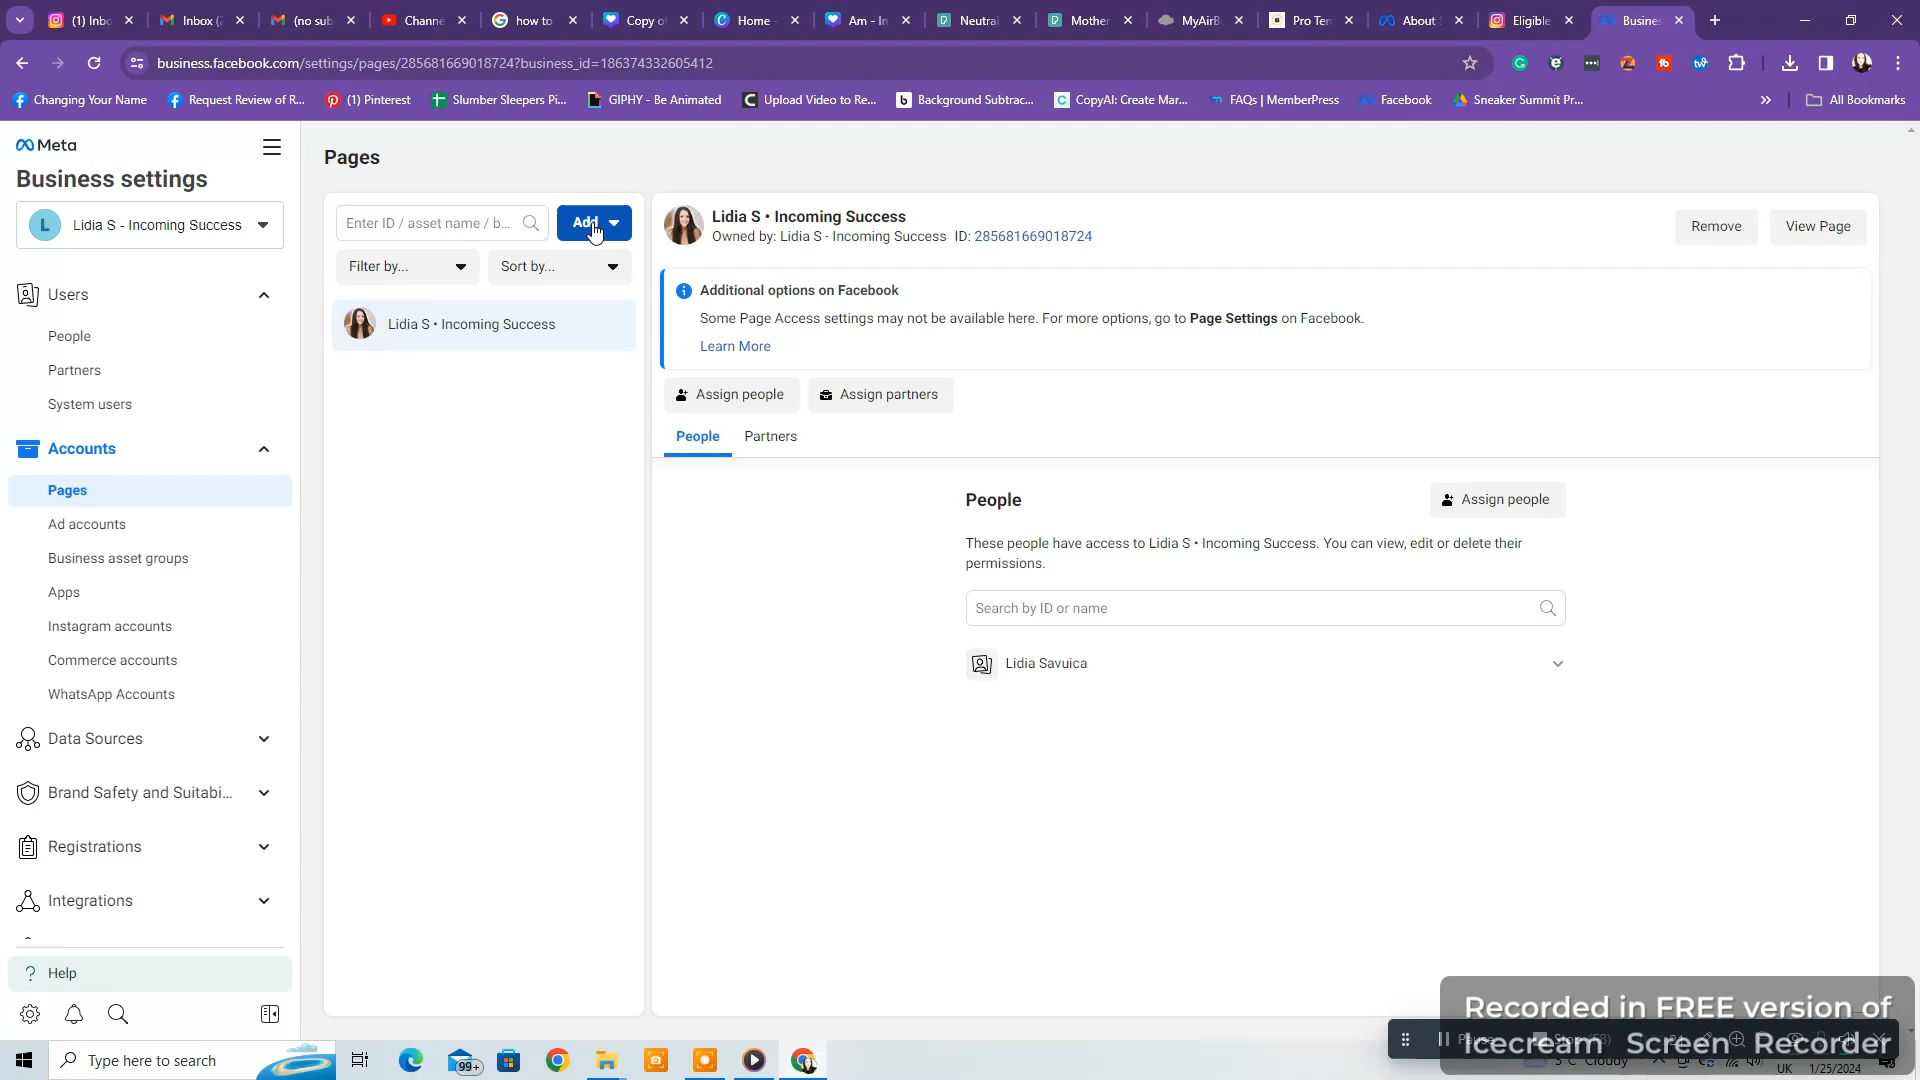 (1) Inbo
Inbox (2
(no sub
Channe
how to
Copy o
Home -
Am - In
Neutral
Mother
MyAirB
Pro Ten
About
Eligible
Busines
business.facebook.com/settings/pages/285681669018724?business_id=186374332605412
Changing Your Name
Request Review of R...
(1) Pinterest
Slumber Sleepers Pi...
GIPHY - Be Animated
Upload Video to Re...
Background Subtrac...
CopyAI: Create Mar...
FAQs | MemberPress
Facebook
Sneaker Summit Pr...
All Bookmarks
Meta
Business settings
L
Lidia S - Incoming Success
Users
People
Partners
System users
Accounts
Pages
Ad accounts
Business asset groups
Apps
Instagram accounts
Commerce accounts
WhatsApp Accounts
Data Sources
Brand Safety and Suitabi...
Registrations
Integrations
Help
Pages
Enter ID / asset name / b...
Add
Filter by...
Sort by...
Lidia S • Incoming Success
Lidia S • Incoming Success
Owned by: Lidia S - Incoming Success ID: 285681669018724
Remove
View Page
Additional options on Facebook
Some Page Access settings may not be available here. For more options, go to Page Settings on Facebook.
Learn More
Assign people
Assign partners
People
Partners
People
Assign people
These people have access to Lidia S • Incoming Success. You can view, edit or delete their
permissions.
Search by ID or name
Lidia Savuica
Recorded in FREE version of
Icecream Screen Recorder
Type here to search
99+
3°C Cloudy
UK
1/25/2024